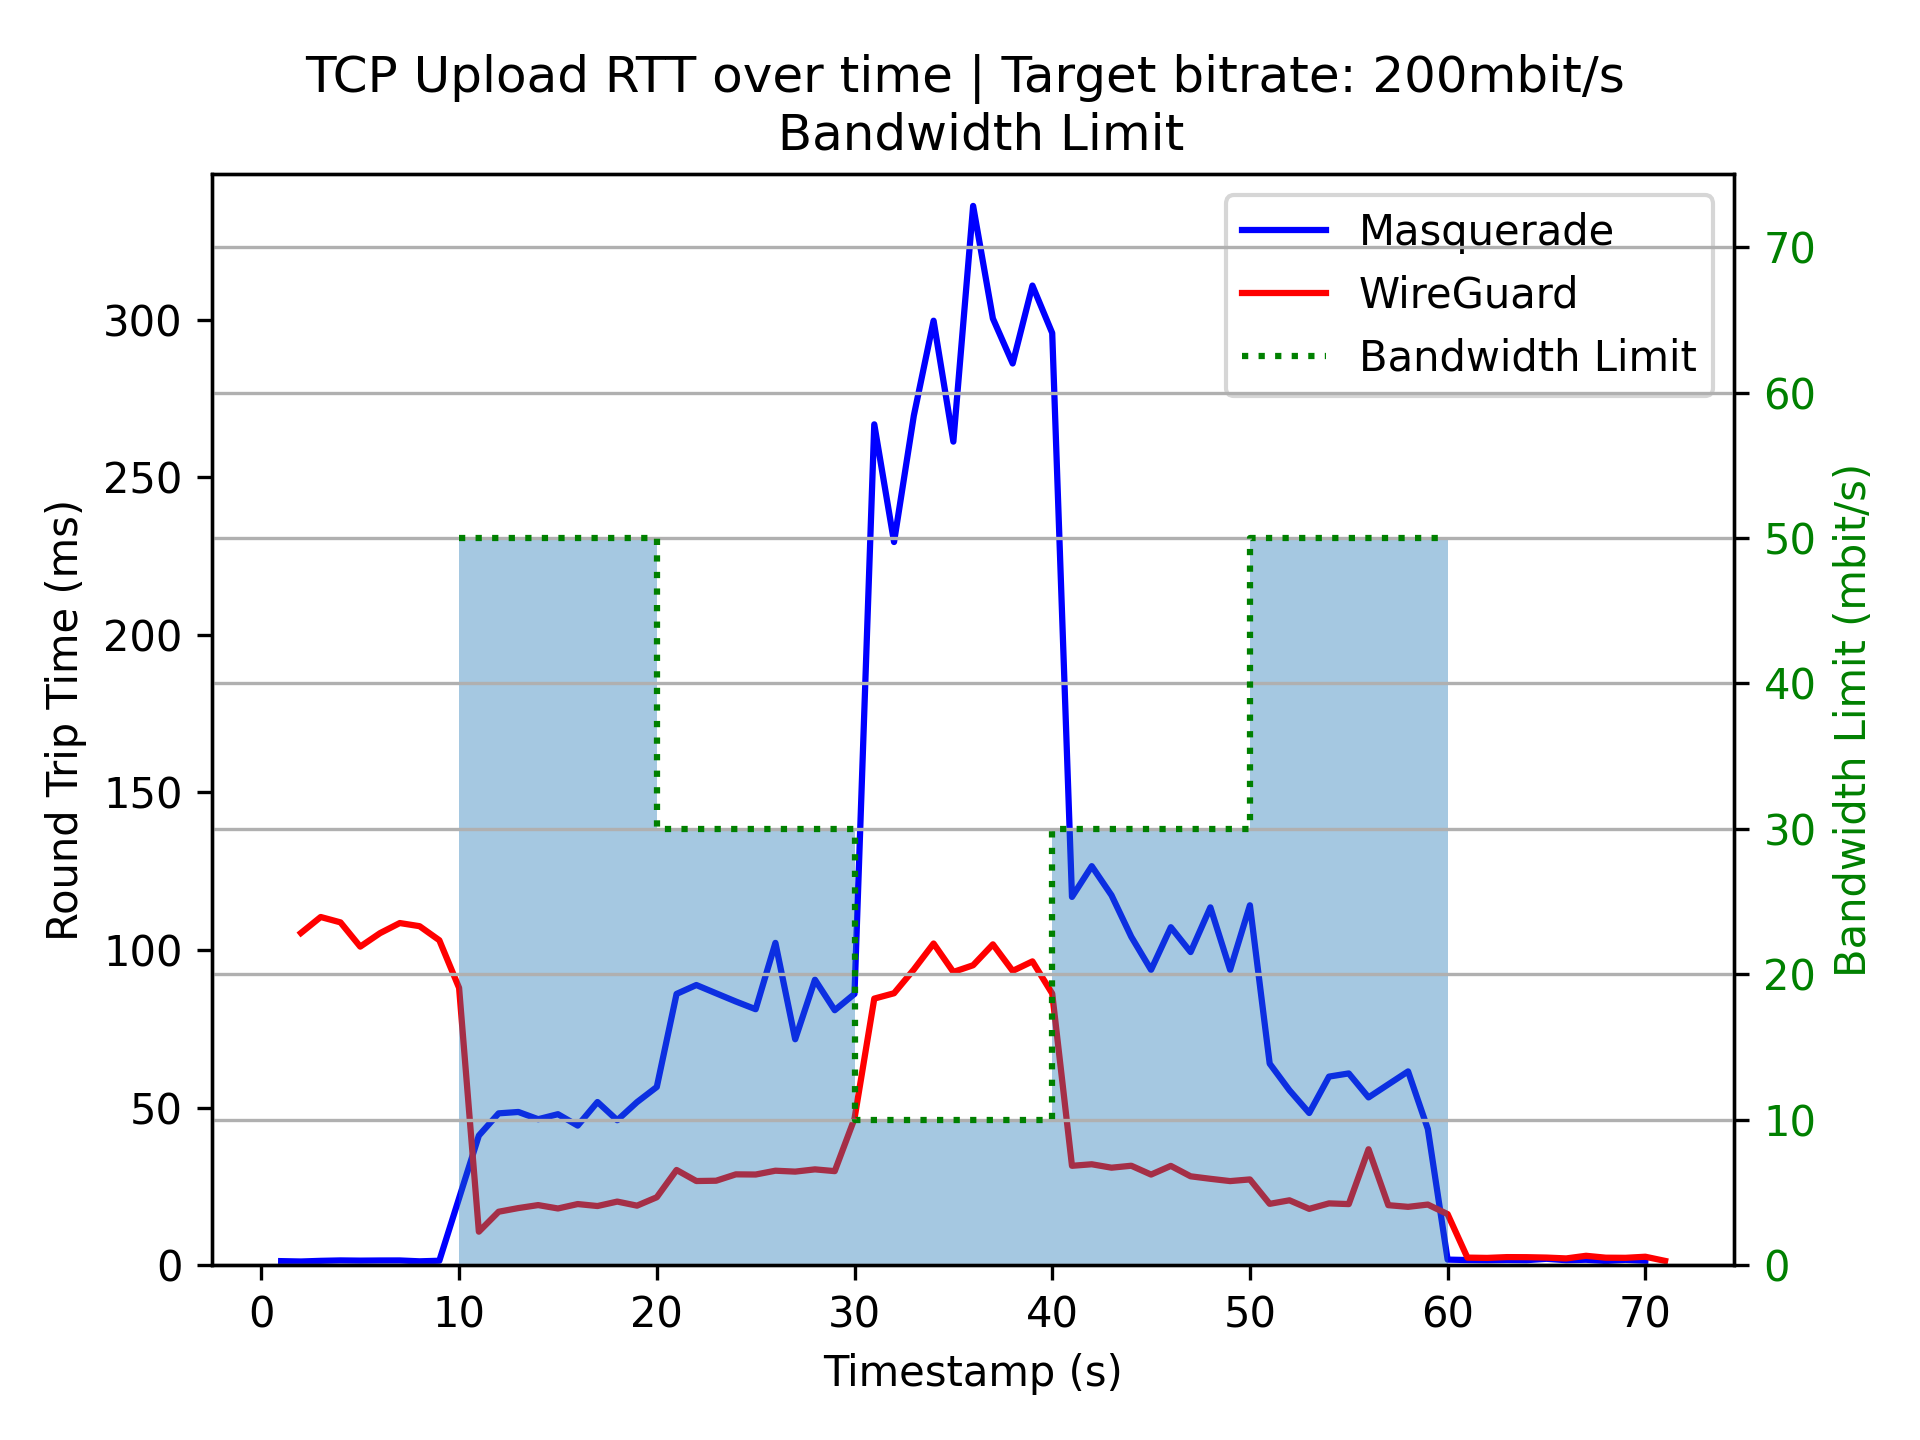 TCP Upload RTT over time | Target bitrate: 200mbit/s
Bandwidth Limit
Masquerade
WireGuard
Bandwidth Limit
Round Trip Time (ms)
300
250
200
150
100
50
0
70
60
50
40
30
20
10
0
Bandwidth Limit (mbit/s)
0 10 20 30 40 50 60 70
Timestamp (s)